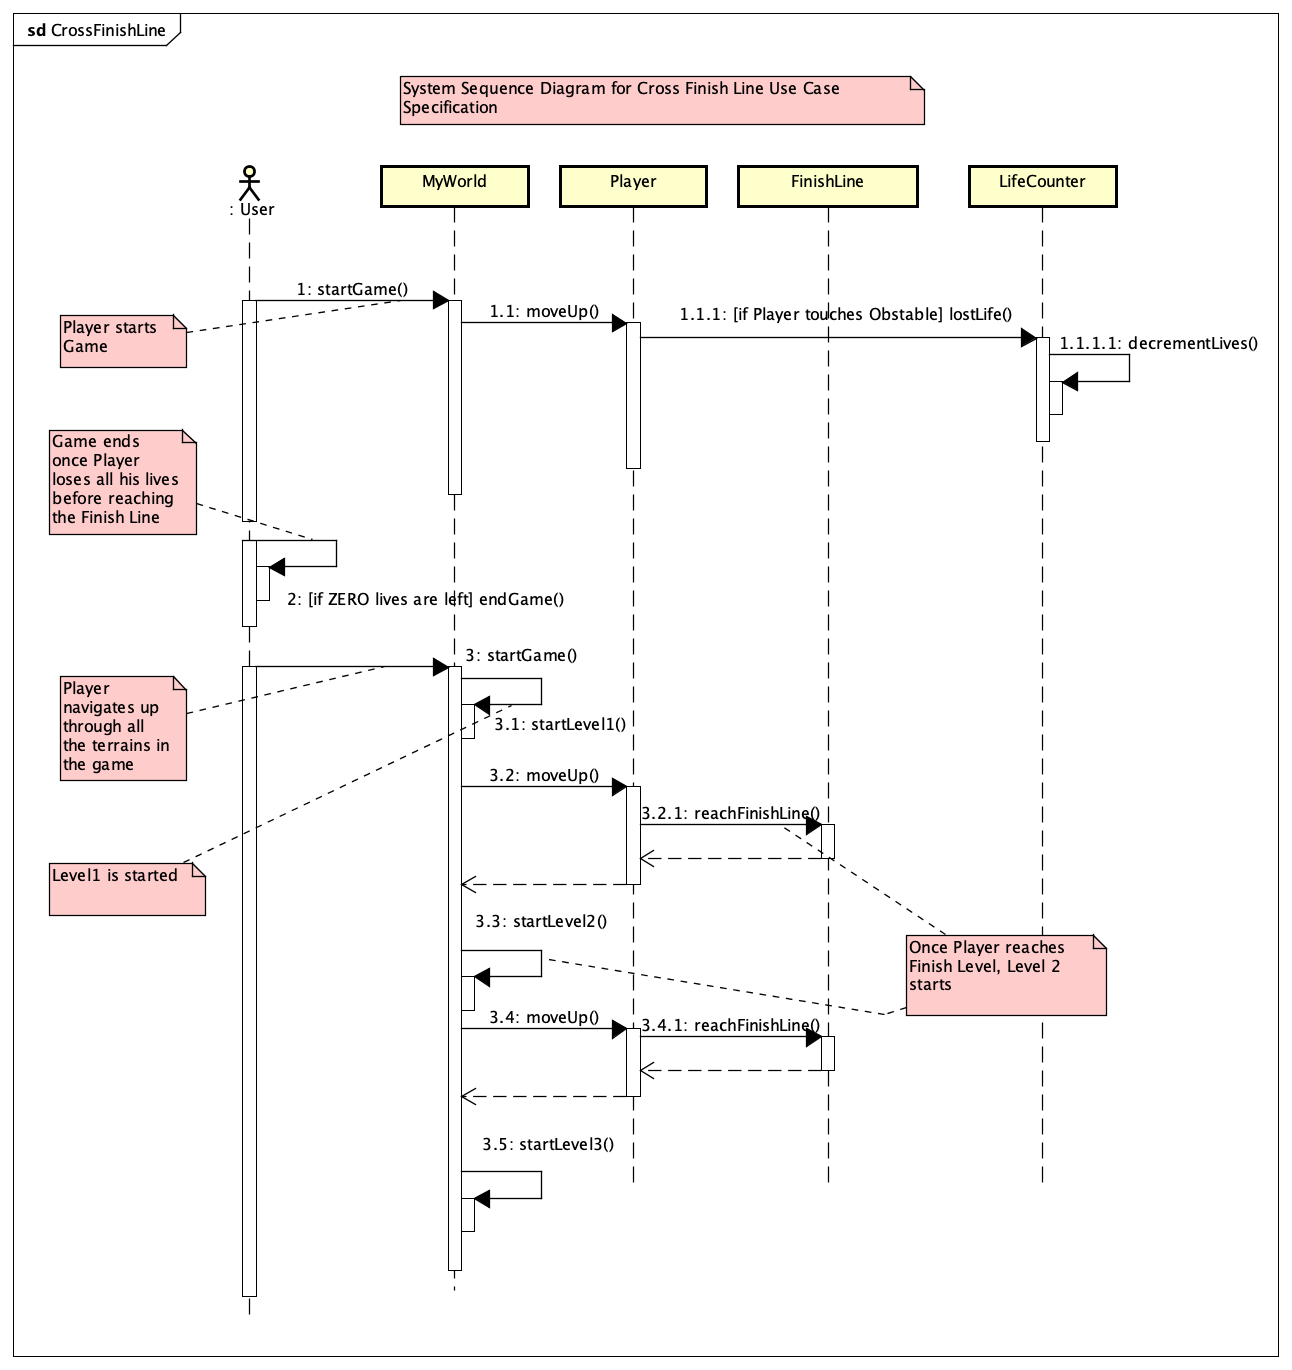 sd CrossFinishLine
System Sequence Diagram for Cross Finish Line Use Case
Specification
: User
MyWorld
Player
FinishLine
LifeCounter
1: startGame()
1.1: moveUp()
1.1.1: [if Player touches Obstable] lostLife()
1.1.1.1: decrementLives()
Player starts
Game
Game ends
once Player
loses all his lives
before reaching
the Finish Line
2: [if ZERO lives are left] endGame()
3: startGame()
Player
navigates up
through all
the terrains in
the game
3.1: startLevel1()
3.2: moveUp()
3.2.1: reachFinishLine()
Level1 is started
3.3: startLevel2()
Once Player reaches
Finish Level, Level 2
starts
3.4: moveUp()
3.4.1: reachFinishLine()
3.5: startLevel3()